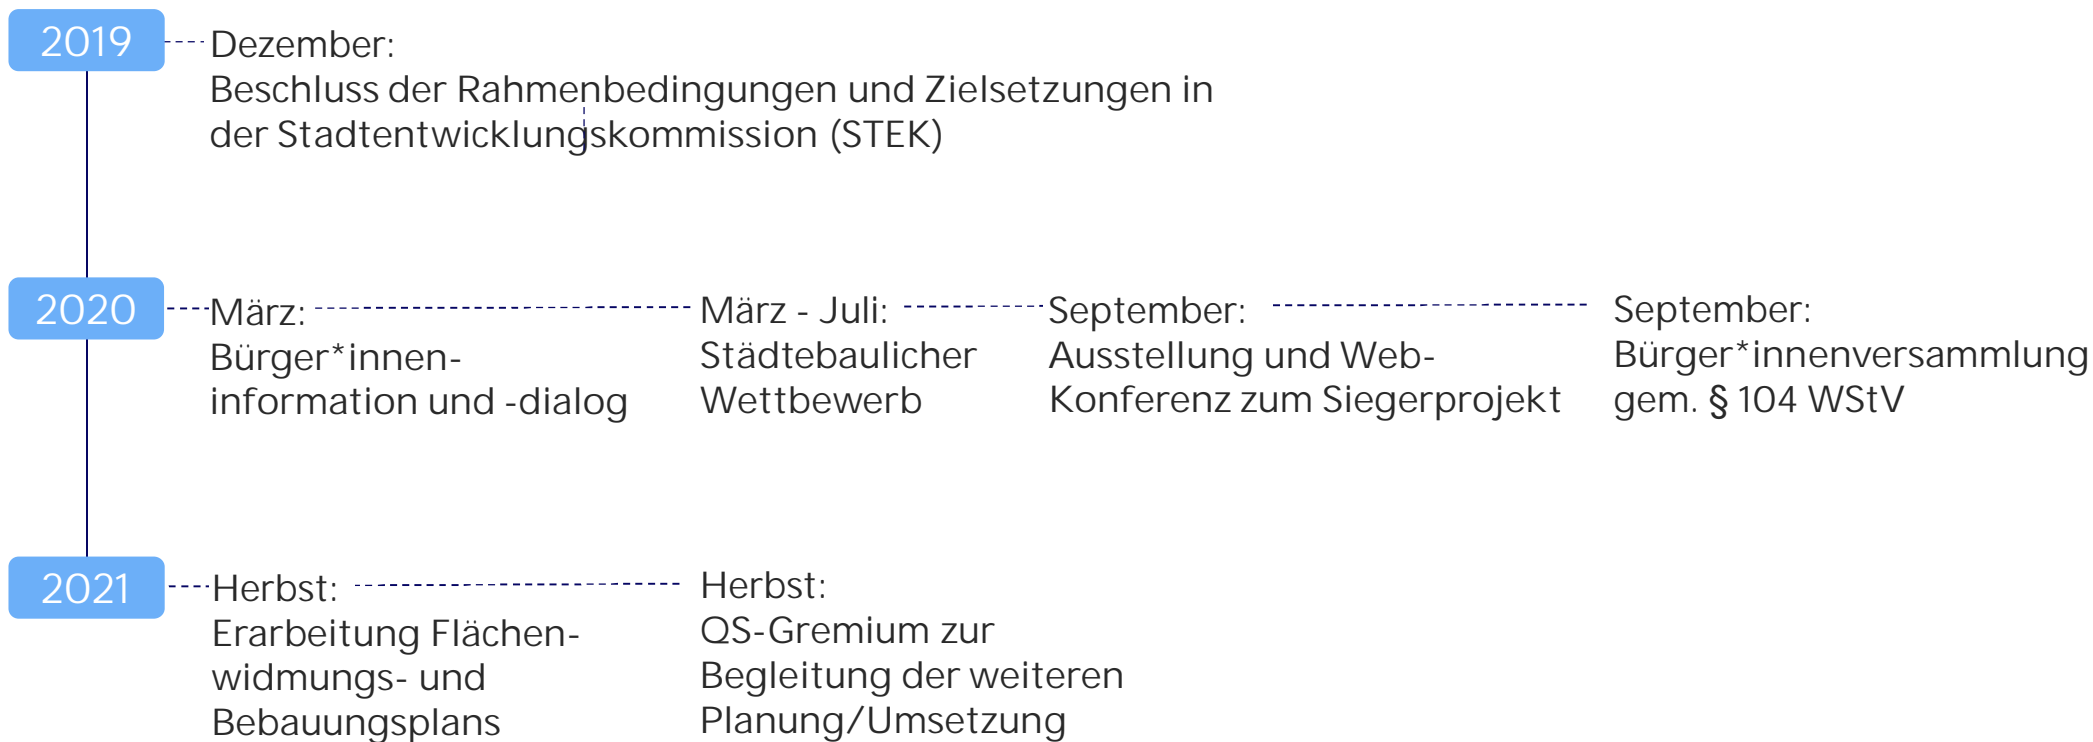 2019
Dezember:
Beschluss der Rahmenbedingungen und Zielsetzungen in
der Stadtentwicklungskommission (STEK)
2020
März:
Bürger*innen-
information und -dialog
März - Juli:
Städtebaulicher
Wettbewerb
September:
Ausstellung und Web-
Konferenz zum Siegerprojekt
September:
Bürger*innenversammlung
gem. § 104 WStV
2021
Herbst:
Erarbeitung Flächen-
widmungs- und
Bebauungsplans
Herbst:
QS-Gremium zur
Begleitung der weiteren
Planung/Umsetzung